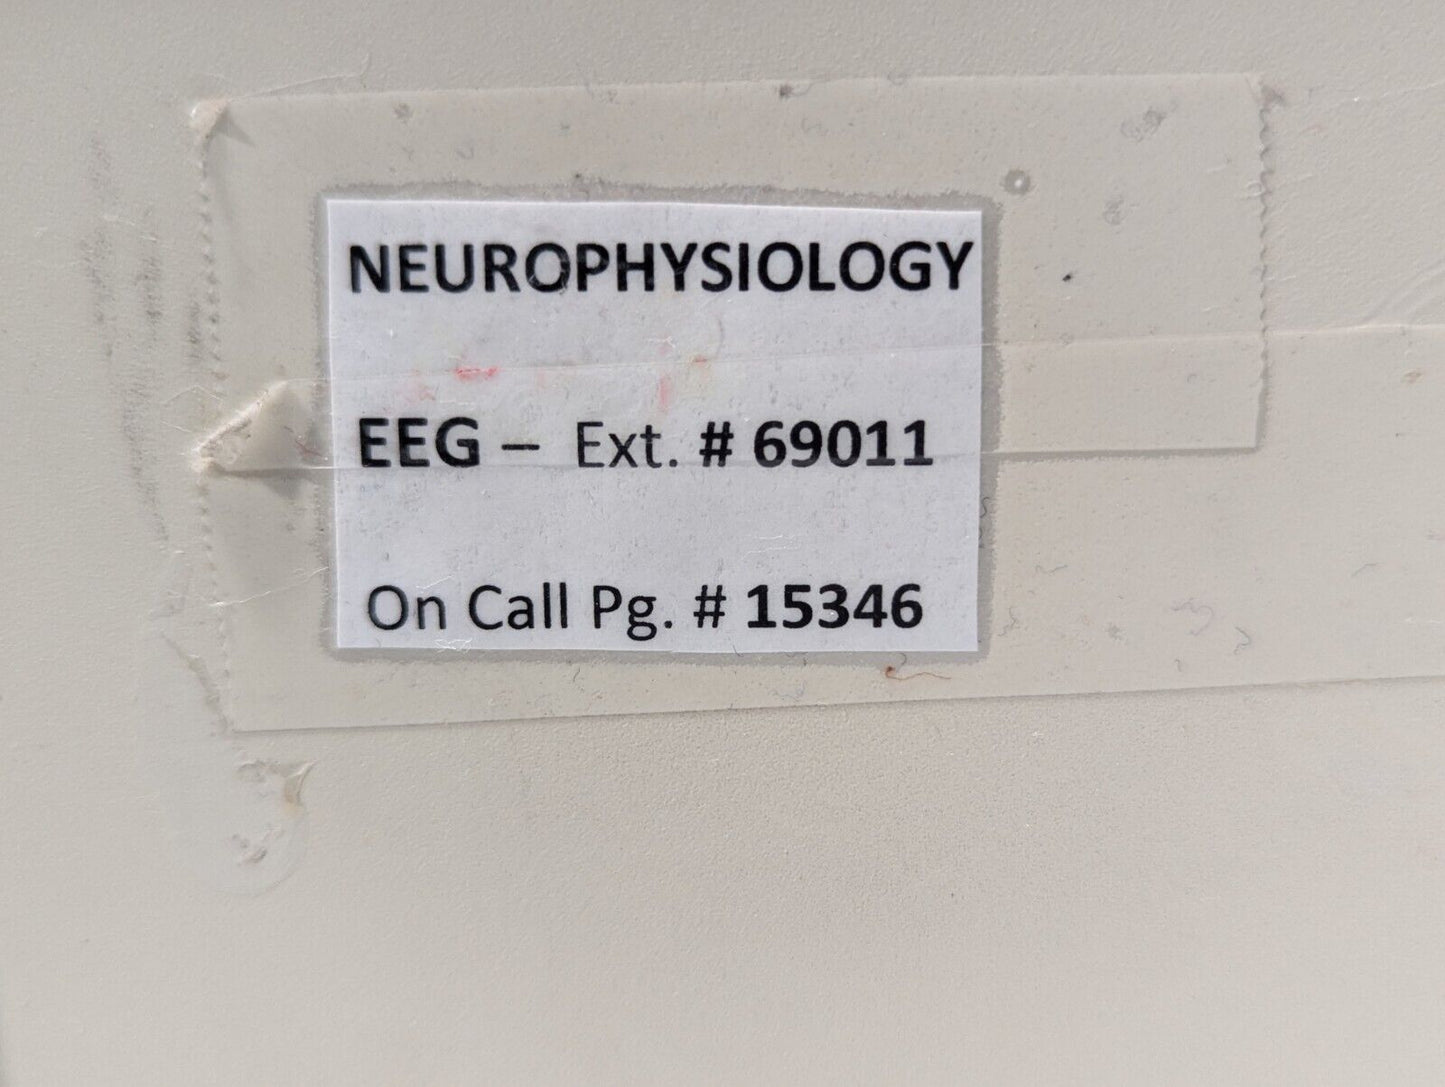 NEUROPHYSIOLOGY
EEG – Ext. # 69011
On Call Pg. # 15346